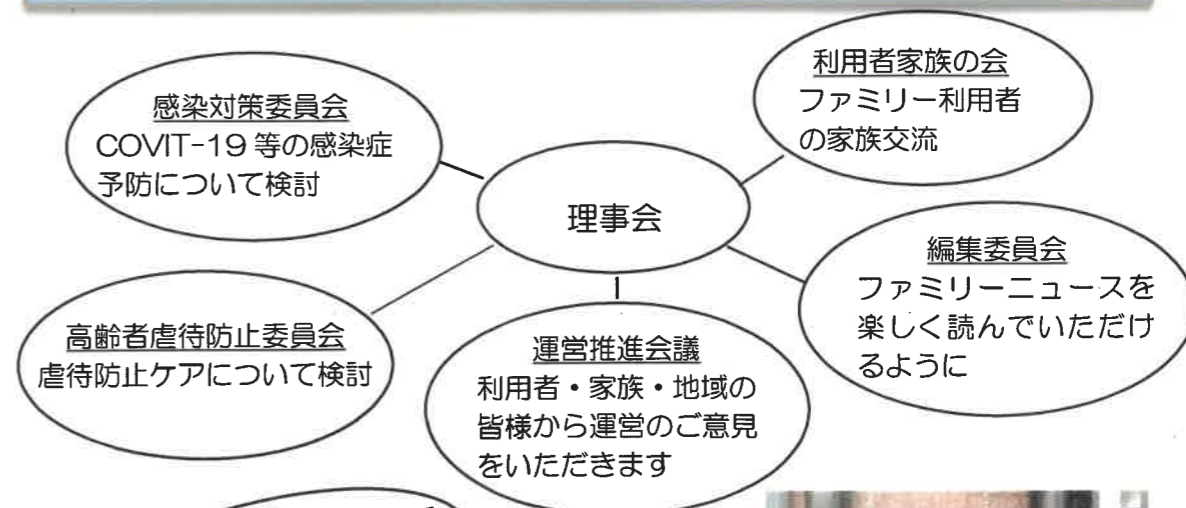 利用者家族の会
ファミリー利用者
の家族交流
感染対策委員会
COVIT-19 等の感染症
予防について検討
理事会
編集委員会
ファミリーニュースを
楽しく読んでいただけ
るように
高齢者虐待防止委員会
虐待防止ケアについて検討
運営推進会議
利用者・家族・地域の
皆様から運営のご意見
をいただきます